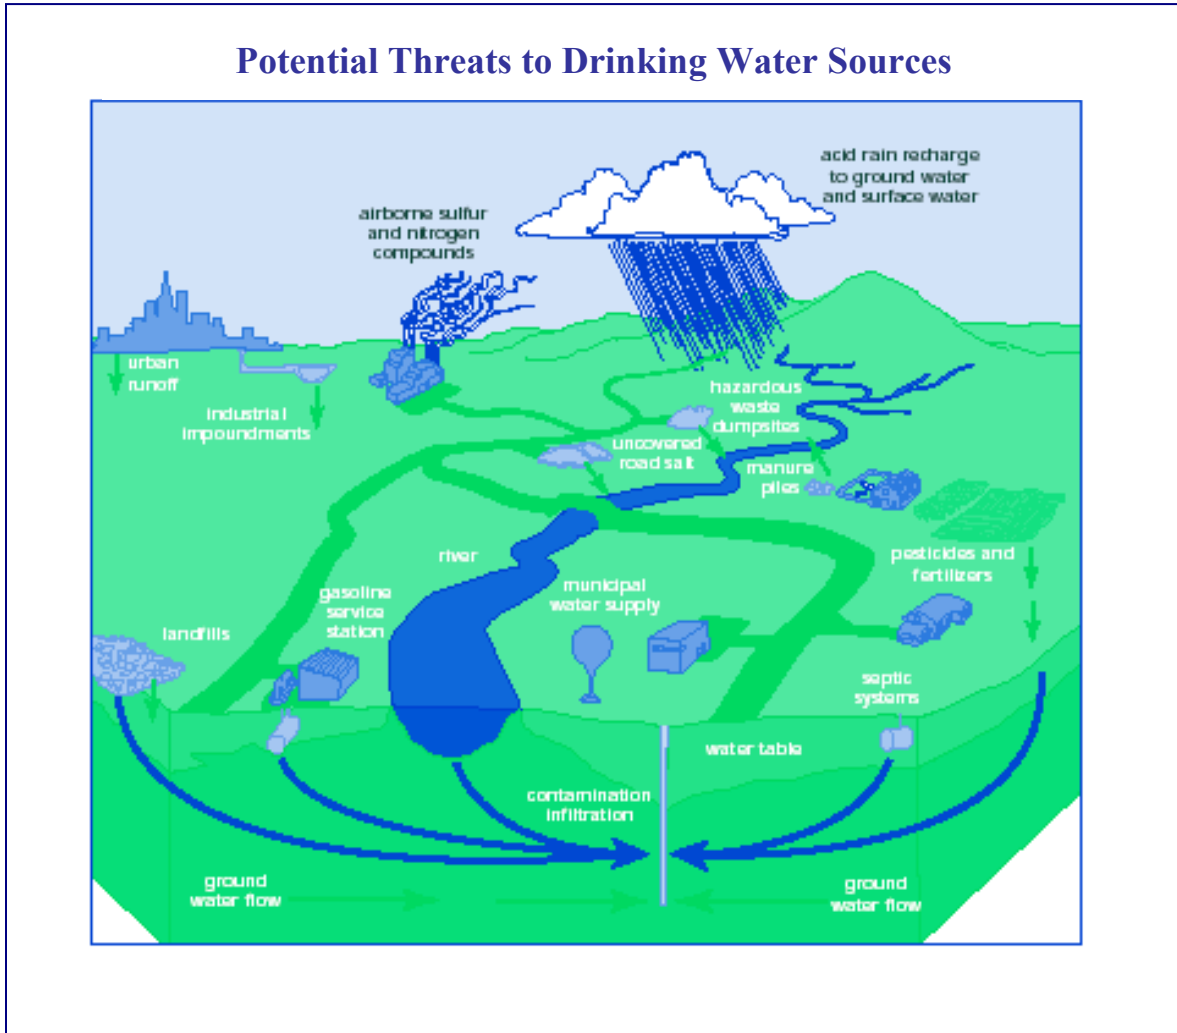 Potential Threats to Drinking Water Sources
acid rain recharge
to ground water
and surface water
airborne sulfur
and nitrogen
compounds
urban
runoff
industrial
impoundments
hazardous
waste
dumpsites
uncovered
road salt
manure
piles
river
pesticides and
fertilizers
municipal
water supply
gasoline
service
station
landfills
septic
systems
water table
contamination
infiltration
ground
water flow
ground
water flow